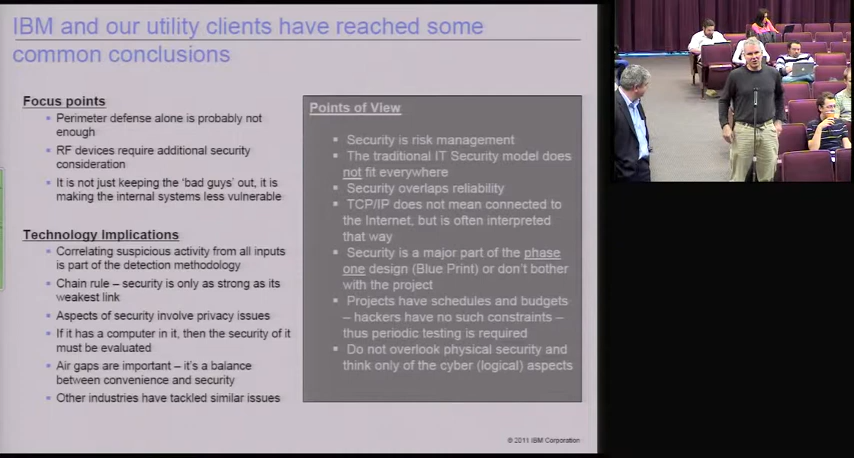 IBM and our utility clients have reached some
common conclusions
Focus points
Perimeter defense alone is probably not
enough
RF devices require additional security
consideration
It is not just keeping the 'bad guys' out, it is
making the internal systems less vulnerable
Technology Implications
Correlating suspicious activity from all inputs
is part of the detection methodology
Chain rule – security is only as strong as its
weakest link
Aspects of security involve privacy issues
If it has a computer in it, then the security of it
must be evaluated
Air gaps are important – it's a balance
between convenience and security
Other industries have tackled similar issues
Points of View
Security is risk management
The traditional IT Security model does
not fit everywhere
Security overlaps reliability
TCP/IP does not mean connected to
the Internet, but is often interpreted
that way
Security is a major part of the phase
one design (Blue Print) or don't bother
with the project
Projects have schedules and budgets
– hackers have no such constraints –
thus periodic testing is required
Do not overlook physical security and
think only of the cyber (logical) aspects
© 2011 IBM Corporation